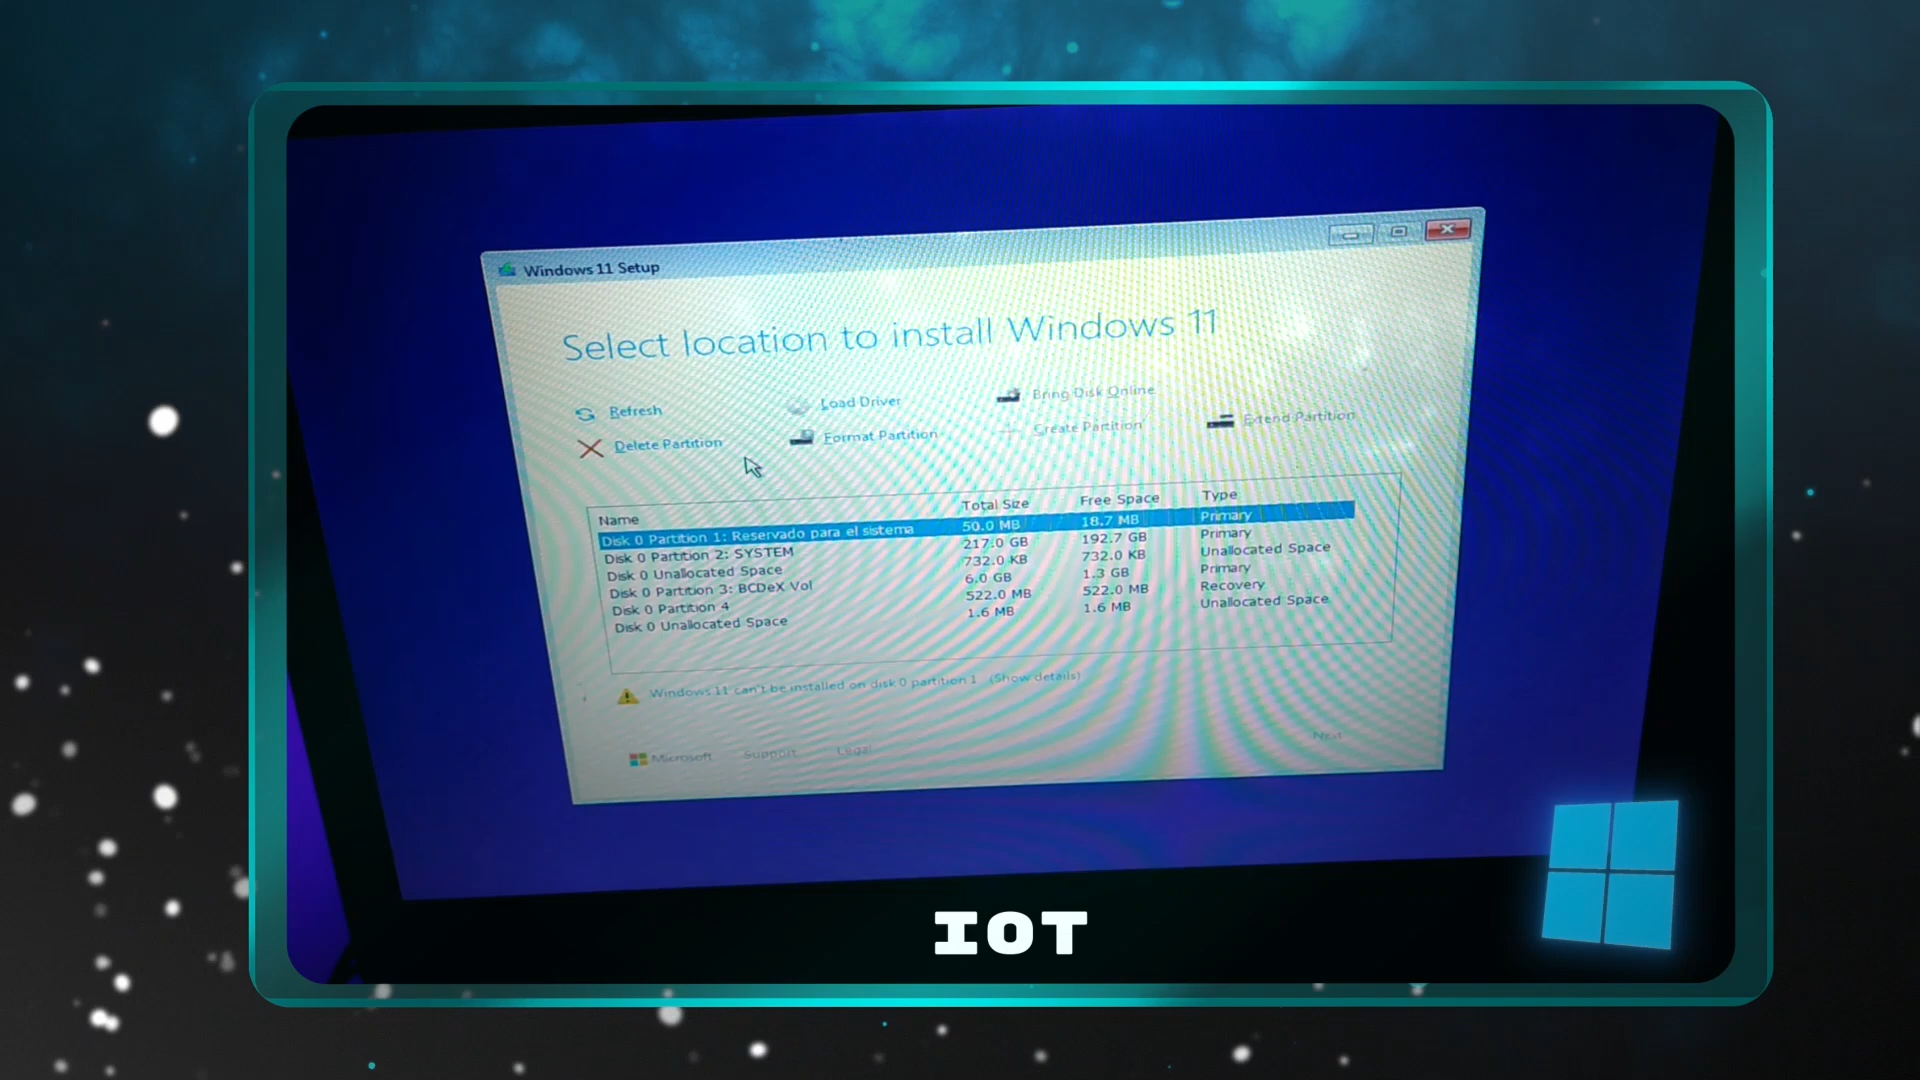 Windows 11 Setup
Select location to install Windows 11
Refresh
Load Driver
Bring Disk Online
Delete Partition
Format Partition
Create Partition
Extend Partition
Name Total Size Free Space Type
Disk 0 Partition 1: Reservado para el sistema 50.0 MB 18.7 MB Primary
Disk 0 Partition 2: SYSTEM 217.0 GB 192.7 GB Primary
Disk 0 Unallocated Space 732.0 KB 732.0 KB Unallocated Space
Disk 0 Partition 3: BCDeX Vol 6.0 GB 1.3 GB Primary
Disk 0 Partition 4 522.0 MB 522.0 MB Recovery
Disk 0 Unallocated Space 1.6 MB 1.6 MB Unallocated Space
Windows 11 can't be installed on disk 0 partition 1 (Show details)
Microsoft Support Legal
Next
IOT